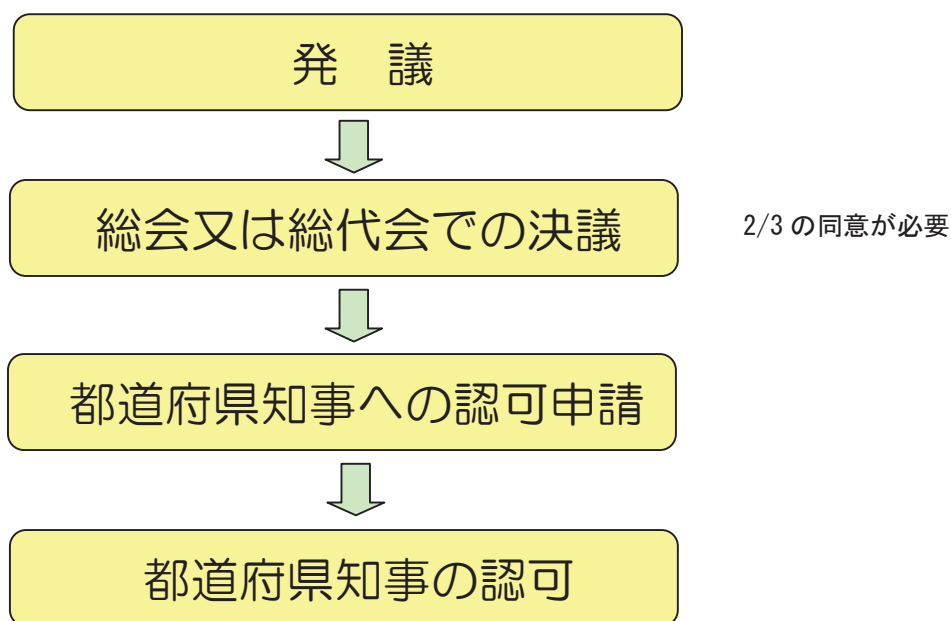 発　議
総会又は総代会での決議
2/3 の同意が必要
都道府県知事への認可申請
都道府県知事の認可